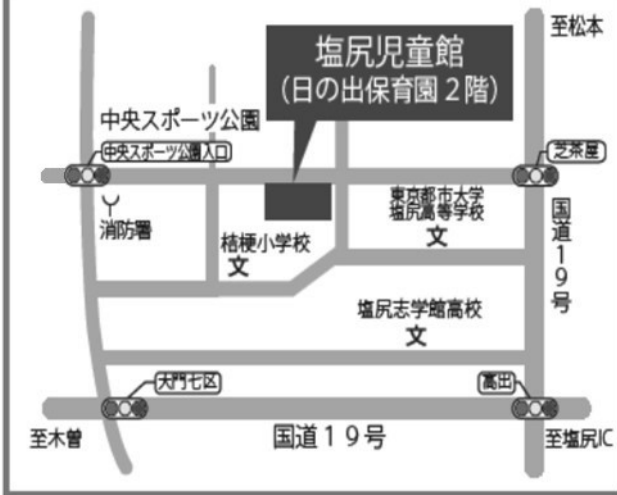 至松本
塩尻児童館
（日の出保育園２階）
中央スポーツ公園
中央スポーツ公園入口
芝茶屋
消防署
桔梗小学校
文
東京都市大学
塩尻高等学校
文
国道19号
塩尻志学館高校
文
大門七区
高出
至木曽
国道１９号
至塩尻IC